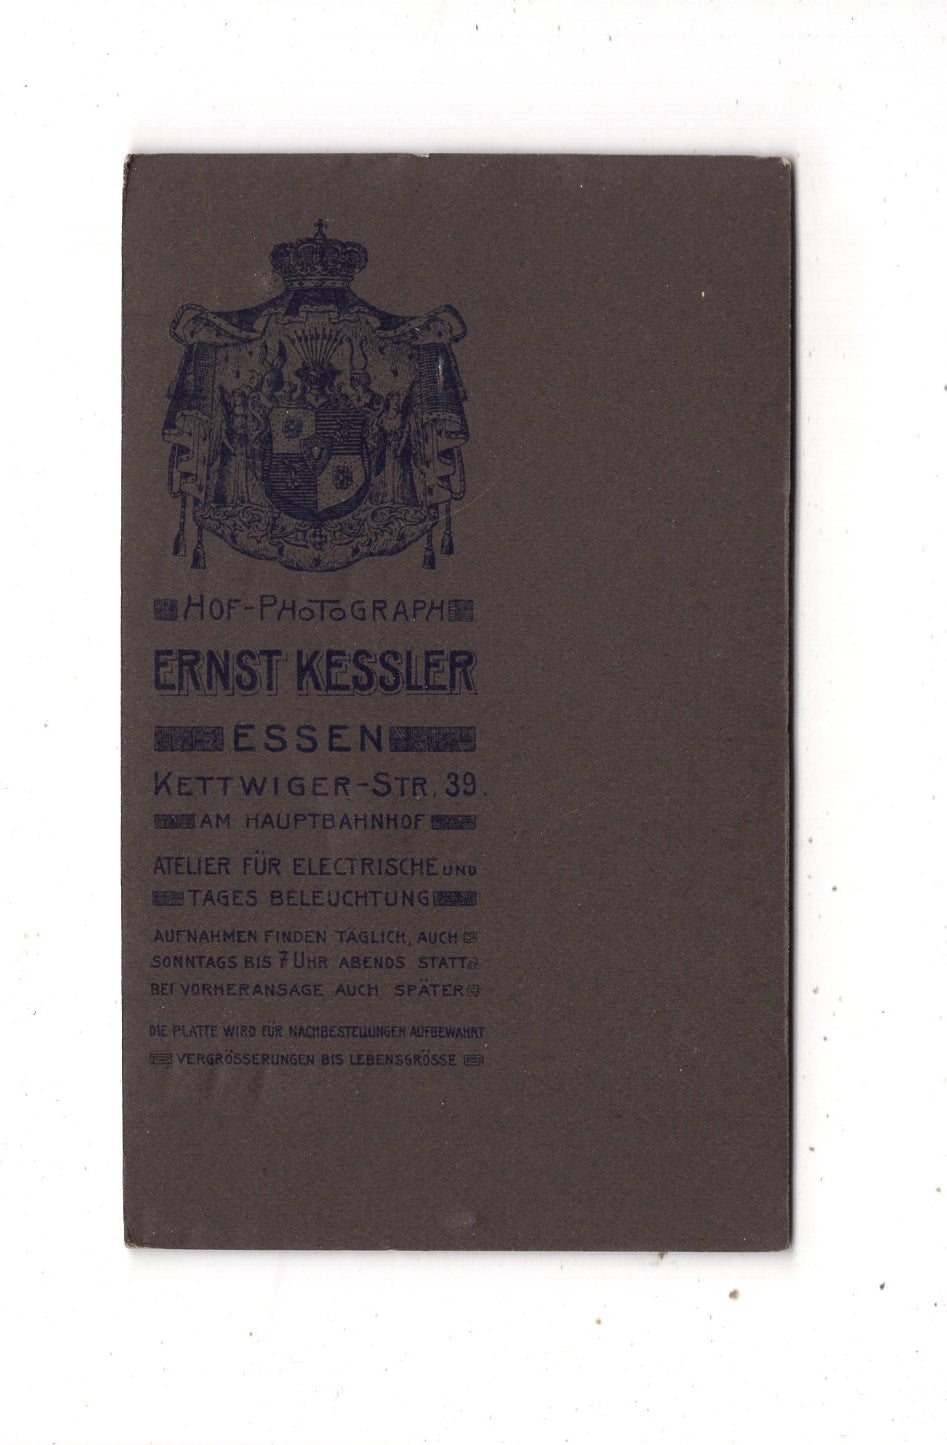 HOF-PHOTOGRAPH
ERNST KESSLER
ESSEN
KETTWIGER-STR. 39.
AM HAUPTBAHNHOF
ATELIER FÜR ELECTRISCHE UND
TAGES BELEUCHTUNG
AUFNAHMEN FINDEN TÄGLICH, AUCH
SONNTAGS BIS 7 UHR ABENDS STATT
BEI VORHERANSAGE AUCH SPÄTER
DIE PLATTE WIRD FÜR NACHBESTELLUNGEN AUFBEWAHRT
VERGRÖSSERUNGEN BIS LEBENSGRÖSSE